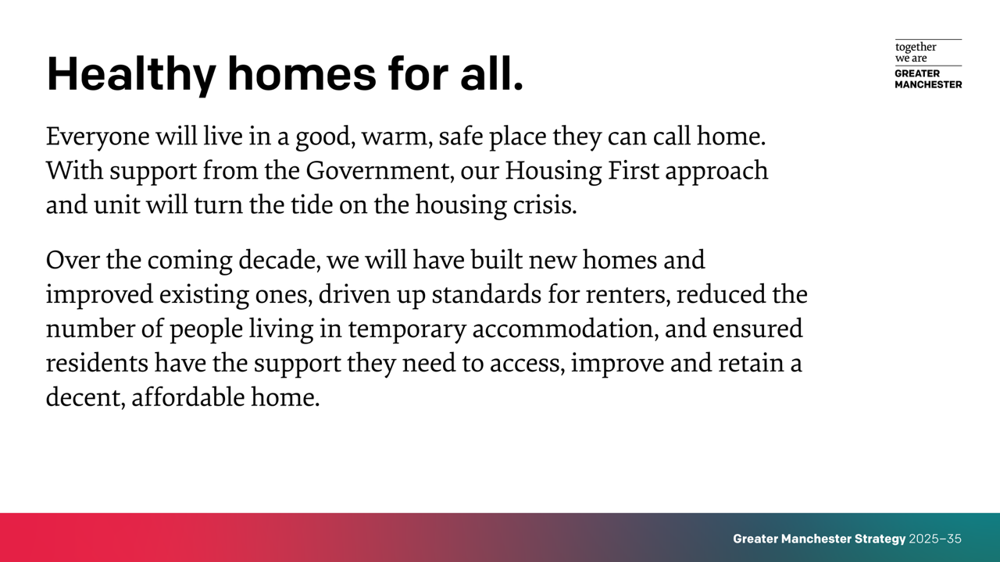 Healthy homes for all.
together
we are
GREATER
MANCHESTER
Everyone will live in a good, warm, safe place they can call home.
With support from the Government, our Housing First approach
and unit will turn the tide on the housing crisis.
Over the coming decade, we will have built new homes and
improved existing ones, driven up standards for renters, reduced the
number of people living in temporary accommodation, and ensured
residents have the support they need to access, improve and retain a
decent, affordable home.
Greater Manchester Strategy 2025–35